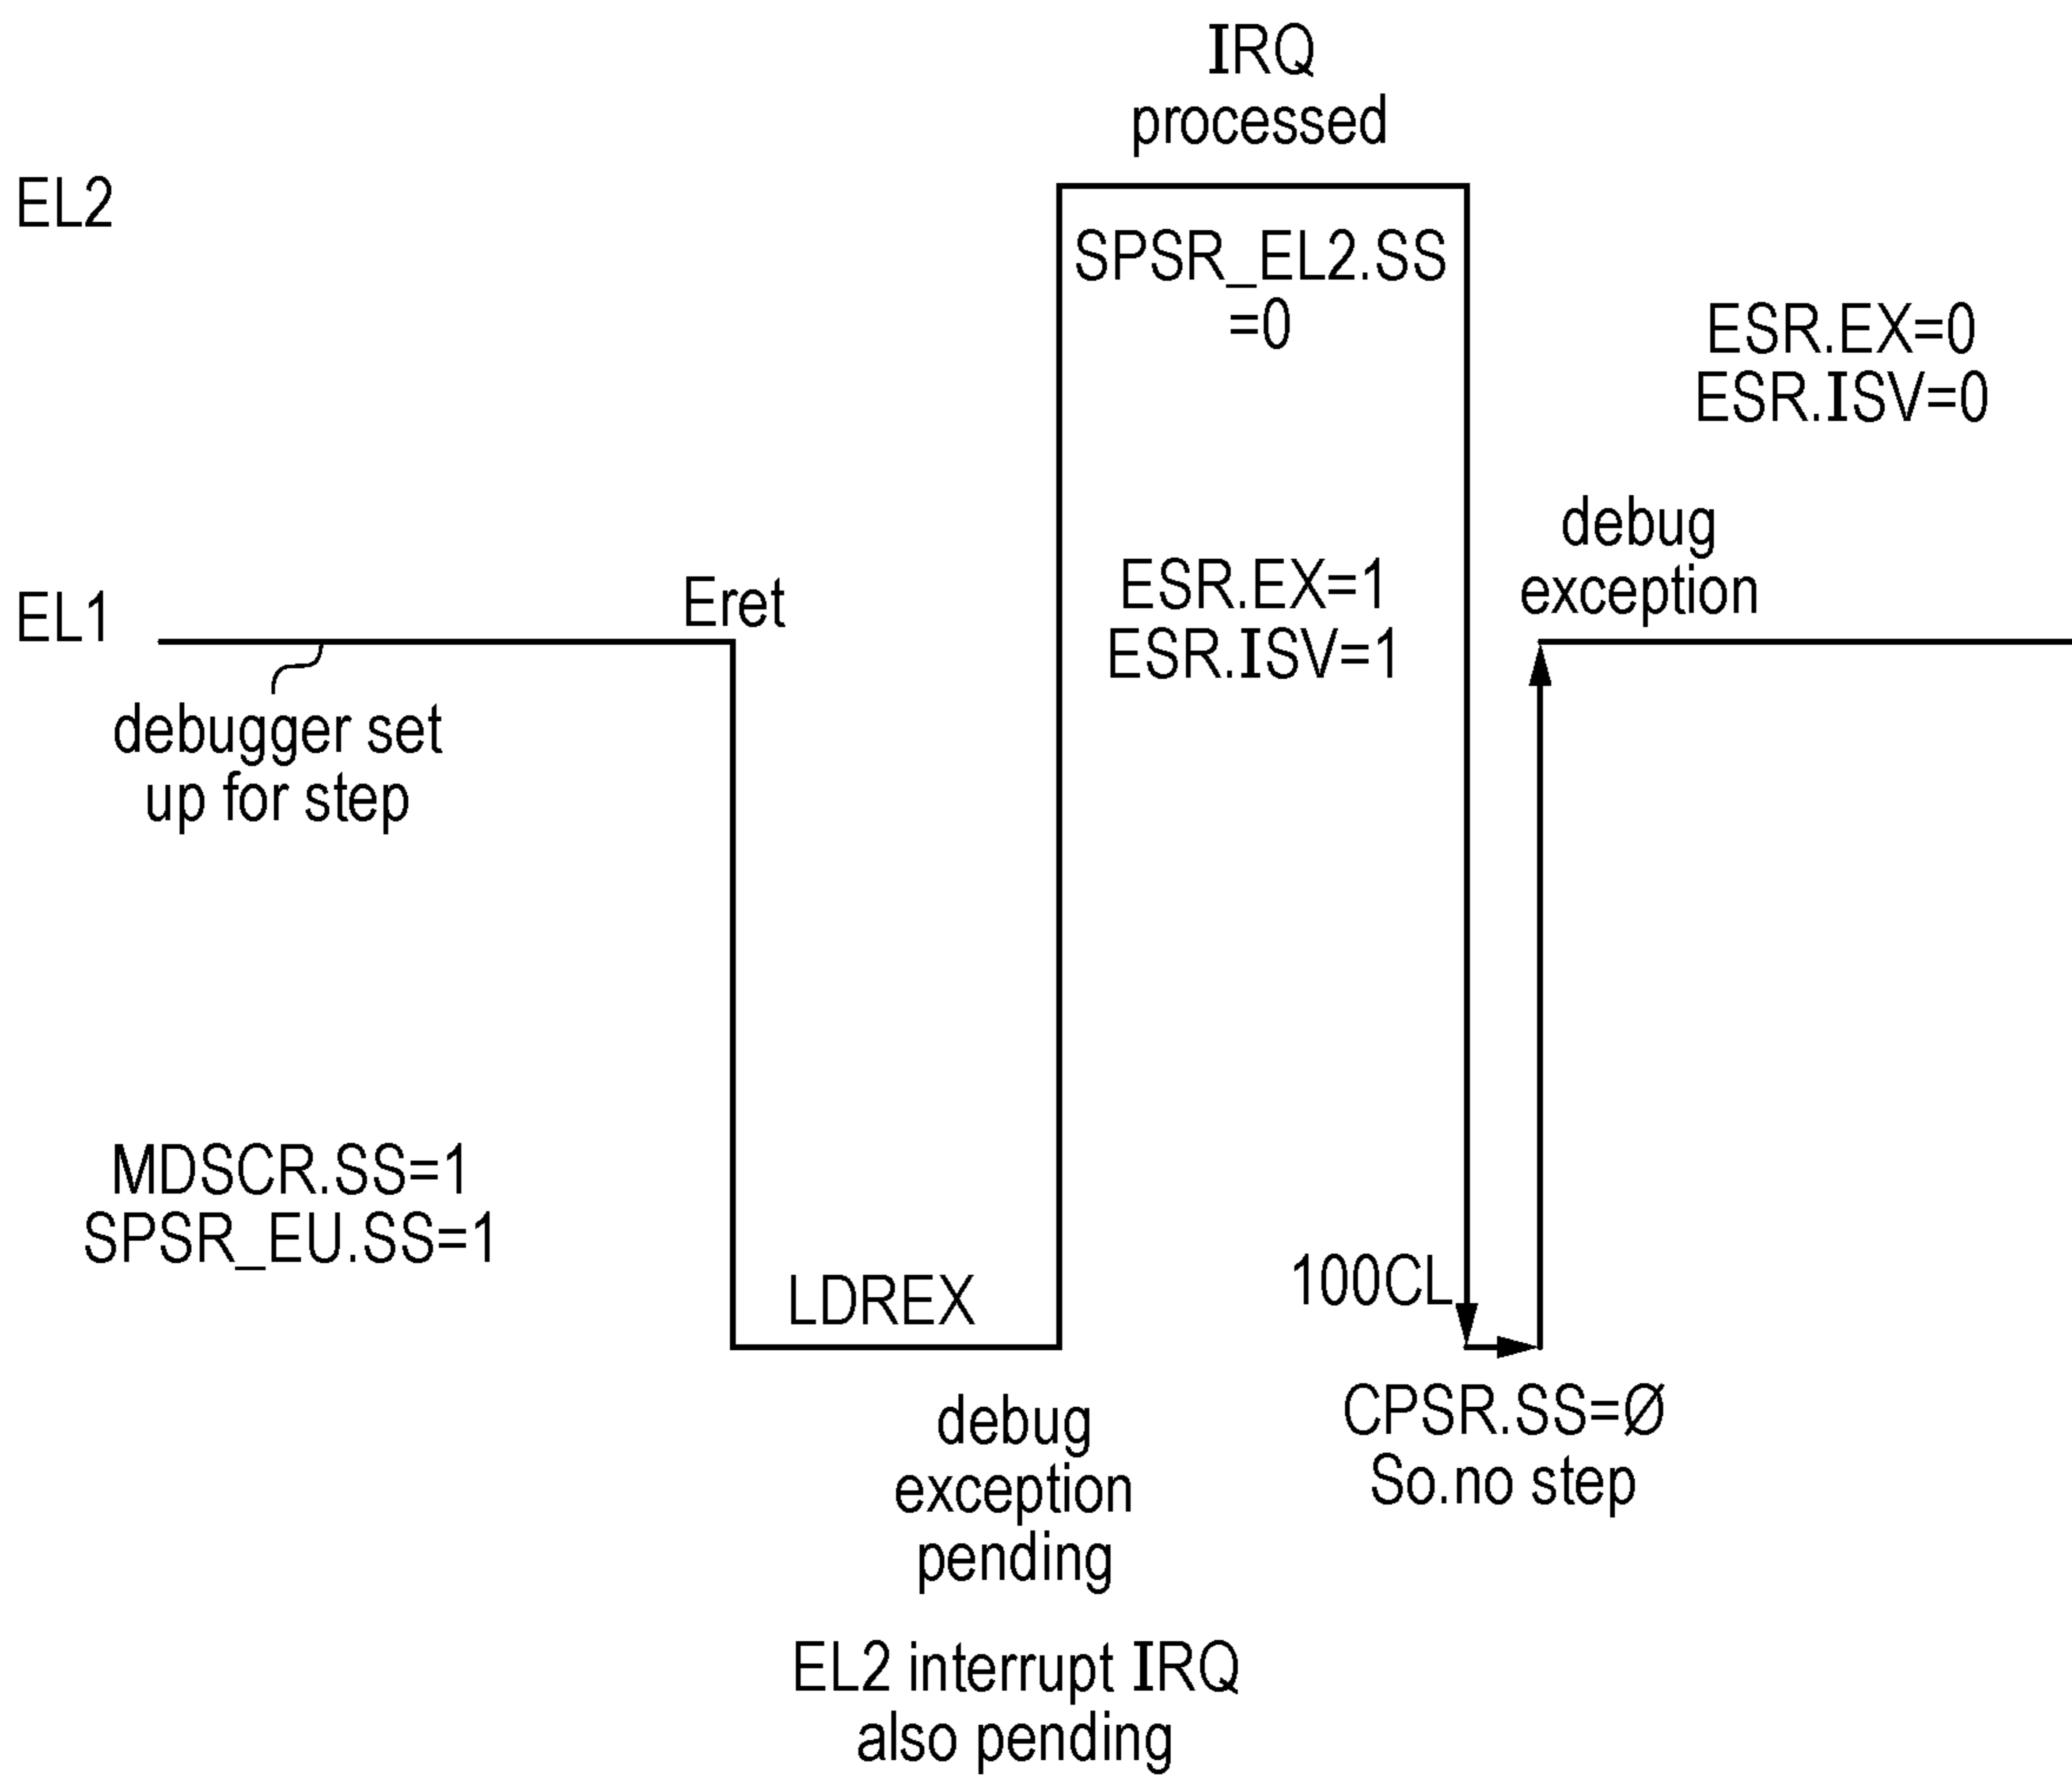 IRQ
processed
EL2
SPSR_EL2.SS
=0
ESR.EX=0
ESR.ISV=0
debug
exception
ESR.EX=1
ESR.ISV=1
EL1
Eret
debugger set
up for step
MDSCR.SS=1
SPSR_EU.SS=1
LDREX
100CL
debug
exception
pending
CPSR.SS=Ø
So.no step
EL2 interrupt IRQ
also pending